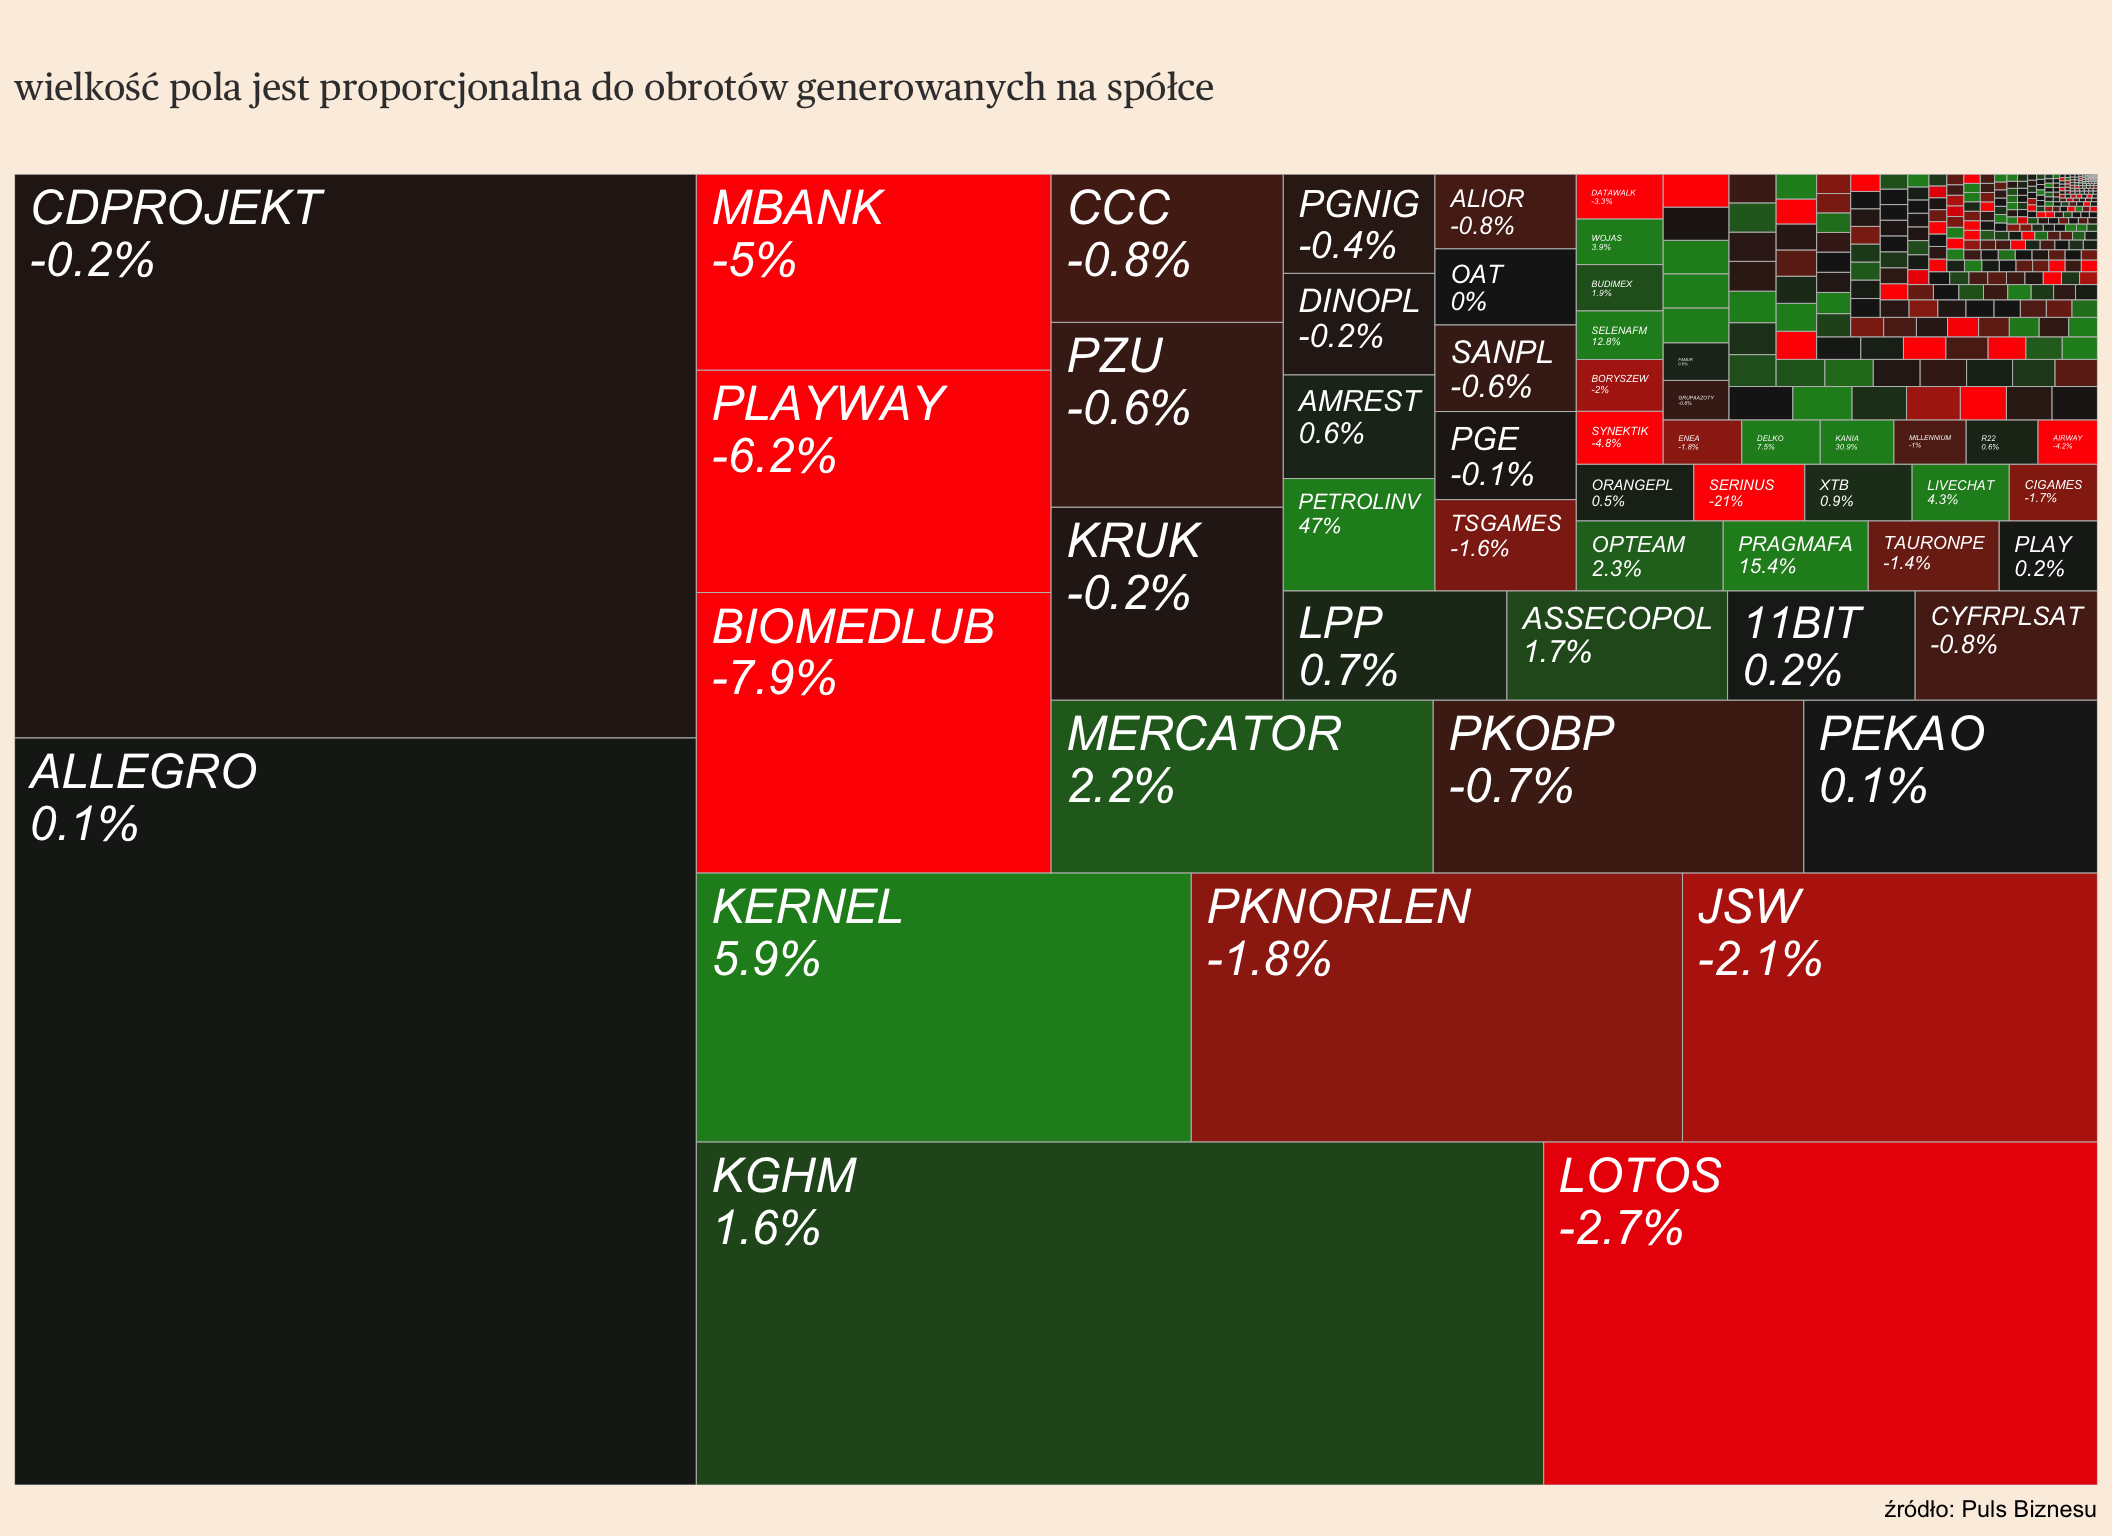 wielkość pola jest proporcjonalna do obrotów generowanych na spółce
CDPROJEKT
-0.2%
ALLEGRO
0.1%
MBANK
-5%
PLAYWAY
-6.2%
BIOMEDLUB
-7.9%
KERNEL
5.9%
PKNORLEN
-1.8%
JSW
-2.1%
KGHM
1.6%
LOTOS
-2.7%
CCC
-0.8%
PZU
-0.6%
KRUK
-0.2%
MERCATOR
2.2%
PKOBP
-0.7%
PEKAO
0.1%
PGNIG
-0.4%
DINOPL
-0.2%
AMREST
0.6%
PETROLINV
47%
LPP
0.7%
ASSECOPOL
1.7%
11BIT
0.2%
CYFRPLSAT
-0.8%
ALIOR
-0.8%
OAT
0%
SANPL
-0.6%
PGE
-0.1%
TSGAMES
-1.6%
OPTEAM
2.3%
PRAGMAFA
15.4%
TAURONPE
-1.4%
PLAY
0.2%
DATAWALK
-3.3%
WOJAS
3.9%
BUDIMEX
1.9%
SELENAFM
12.8%
BORYSZEW
-2%
SYNEKTIK
-4.8%
ORANGEPL
0.5%
SERINUS
-21%
XTB
0.9%
LIVECHAT
4.3%
CIGAMES
-1.7%
FAMUR
GRUPAAZOTY
ENEA
-1.8%
DELKO
7.5%
KANIA
30.9%
MILLENNIUM
-1%
R22
0.6%
AIRWAY
-4.2%
źródło: Puls Biznesu